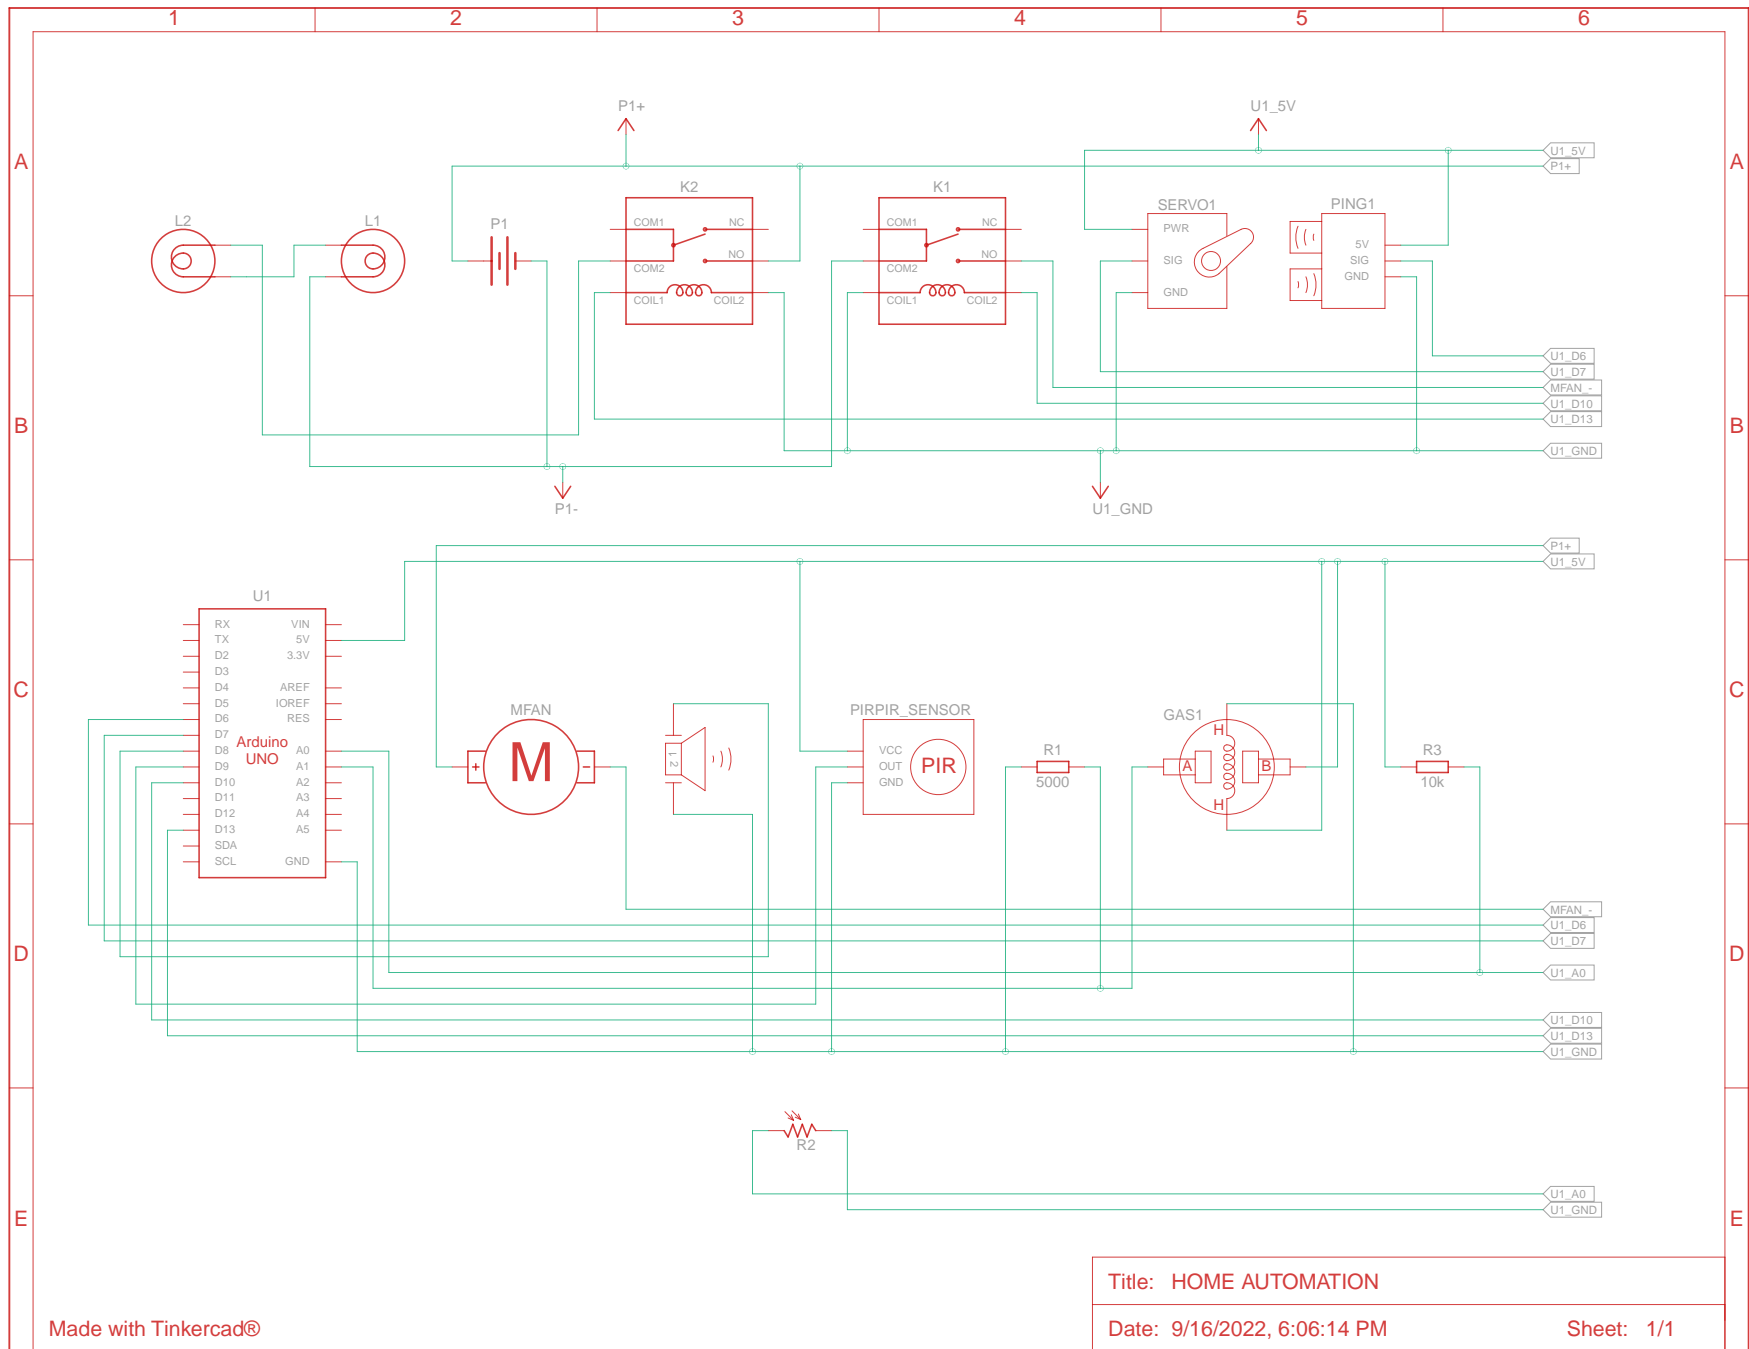 1 2 3 4 5 6
P1+ U1_5V
A A
U1_5V
P1+
K2 K1
L2 L1 P1 SERVO1 PING1
COM1 NC COM1 NC PWR
NO NO 5V
COM2 COM2 SIG SIG
GND
COIL1 COIL2 COIL1 COIL2 GND
U1_D6
U1_D7
MFAN_-
U1_D10
B U1_D13 B
U1_GND
P1- U1_GND
P1+
U1_5V
U1
RX VIN
TX 5V
D2 3.3V
D3
C D4 AREF C
D5 IOREF
D6 RES
D7
Arduino
UNO
D8 A0
D9 A1
D10 A2
D11 A3
D12 A4
D13 A5
SDA
SCL GND
MFAN PIRPIR_SENSOR GAS1
+ M -
1
2
VCC
OUT PIR
GND
R1
5000
H
A B
H
R3
10k
MFAN_-
U1_D6
U1_D7
D D
U1_A0
U1_D10
U1_D13
U1_GND
R2
U1_A0
E U1_GND E
Title: HOME AUTOMATION
Made with Tinkercad® Date: 9/16/2022, 6:06:14 PM Sheet: 1/1